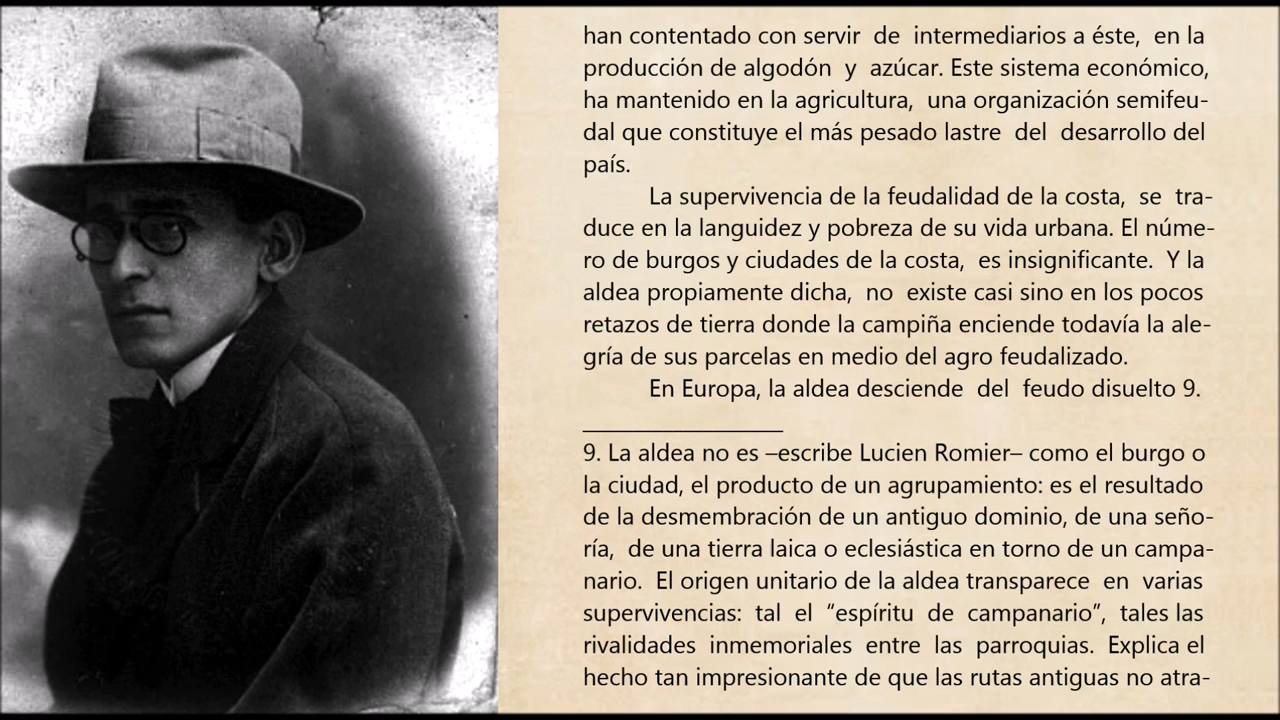 han contentado con servir de intermediarios a éste, en la
producción de algodón y azúcar. Este sistema económico,
ha mantenido en la agricultura, una organización semifeu-
dal que constituye el más pesado lastre del desarrollo del
país.
La supervivencia de la feudalidad de la costa, se tra-
duce en la languidez y pobreza de su vida urbana. El núme-
ro de burgos y ciudades de la costa, es insignificante. Y la
aldea propiamente dicha, no existe casi sino en los pocos
retazos de tierra donde la campiña enciende todavía la ale-
gría de sus parcelas en medio del agro feudalizado.
En Europa, la aldea desciende del feudo disuelto 9.
9. La aldea no es –escribe Lucien Romier– como el burgo o
la ciudad, el producto de un agrupamiento: es el resultado
de la desmembración de un antiguo dominio, de una seño-
ría, de una tierra laica o eclesiástica en torno de un campa-
nario. El origen unitario de la aldea transparece en varias
supervivencias: tal el “espíritu de campanario”, tales las
rivalidades inmemoriales entre las parroquias. Explica el
hecho tan impresionante de que las rutas antiguas no atra-